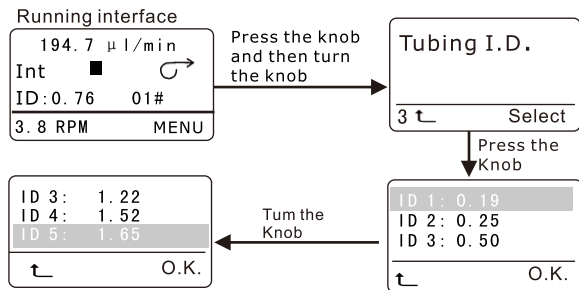 Running interface
194.7 μl/min
Int
ID:0.76 01#
3.8 RPM MENU
Press the knob
and then turn
the knob
Tubing I.D.
3 Select
Press the
Knob
ID 1: 0.19
ID 2: 0.25
ID 3: 0.50
O.K.
Tum the
Knob
ID 3: 1.22
ID 4: 1.52
ID 5: 1.65
O.K.